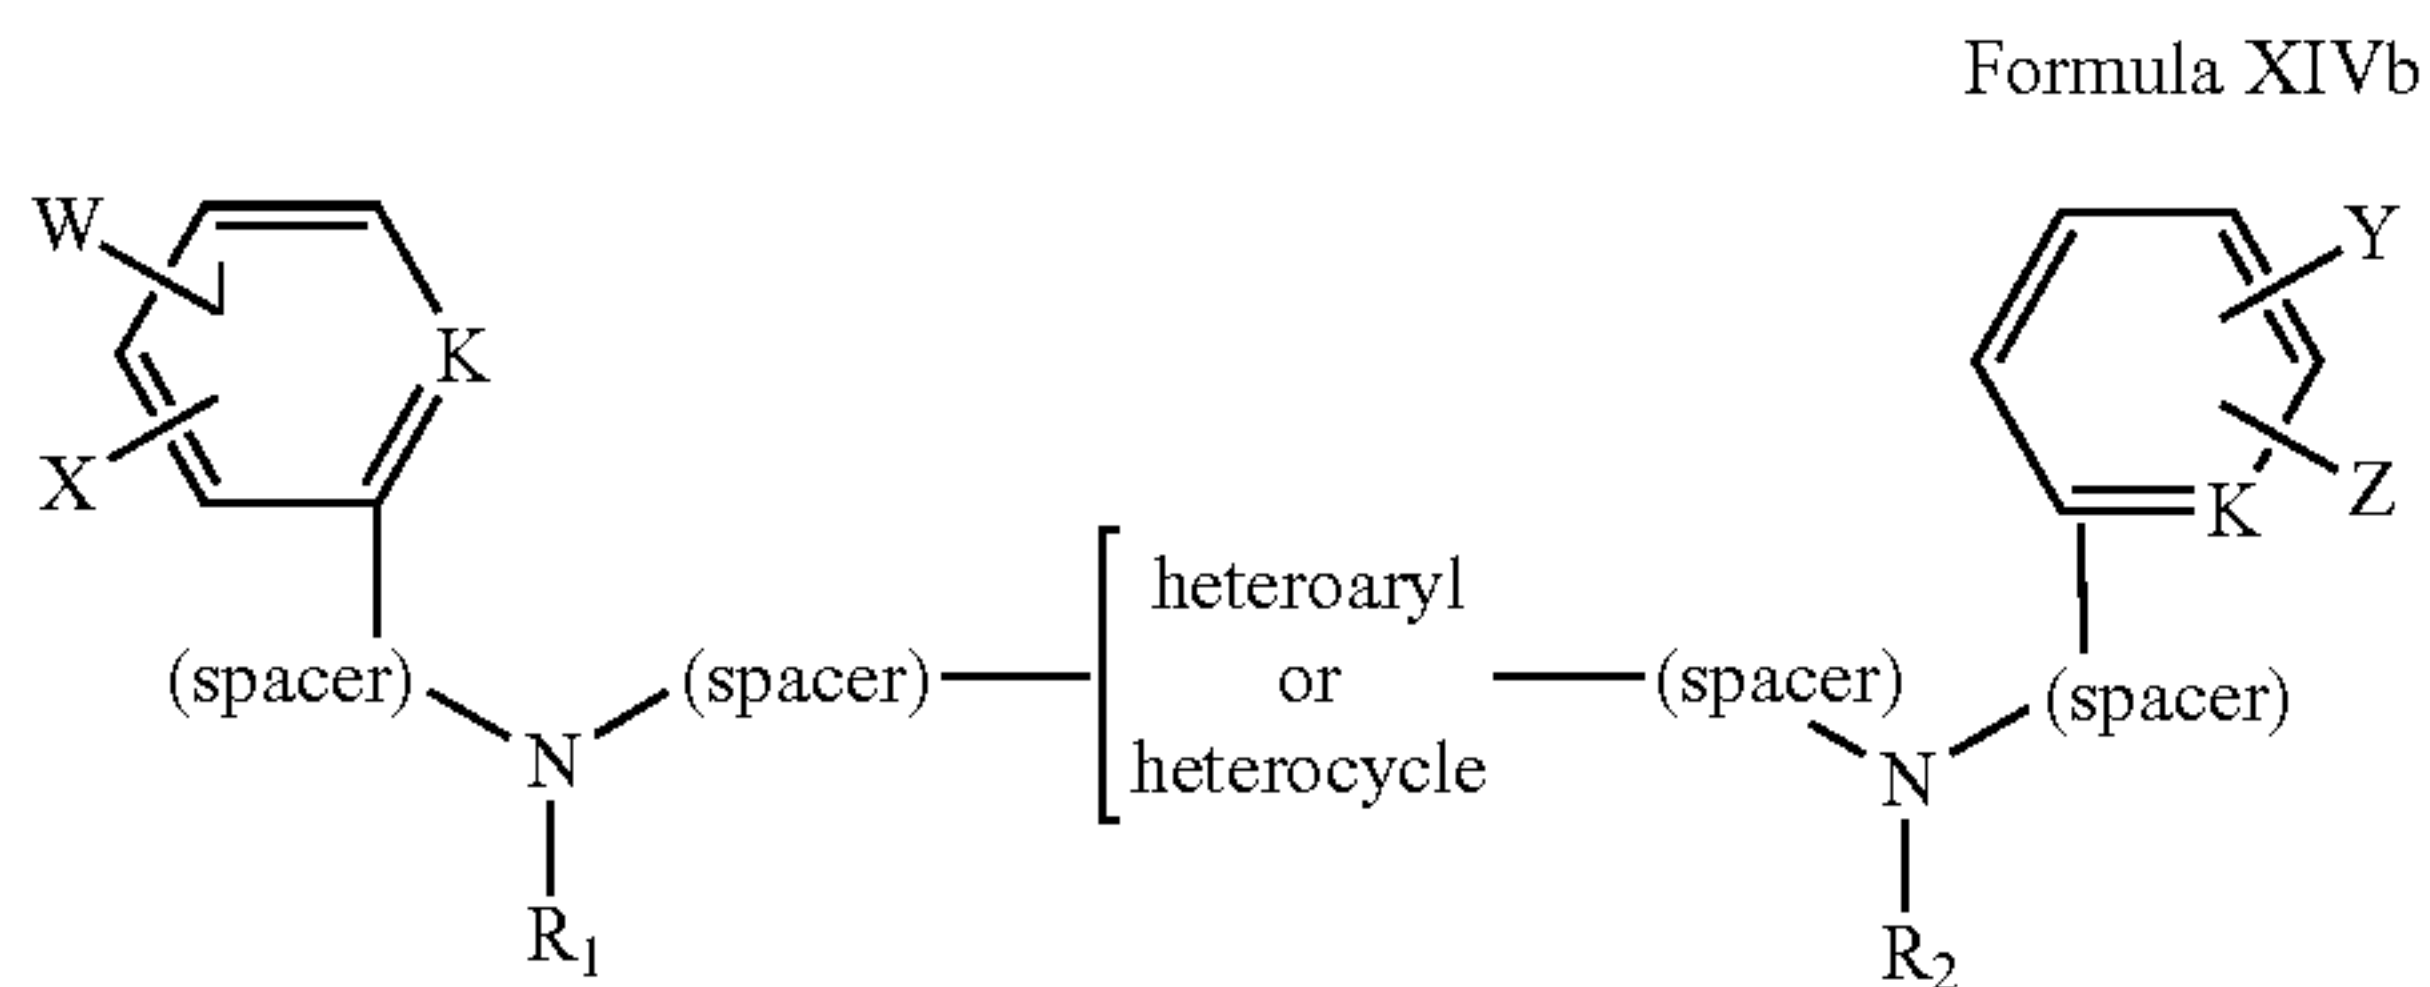 Formula XIVb
W
Y
K
X
K
Z
heteroaryl
(spacer) (spacer) or (spacer) (spacer)
heterocycle
N
N
R1
R2